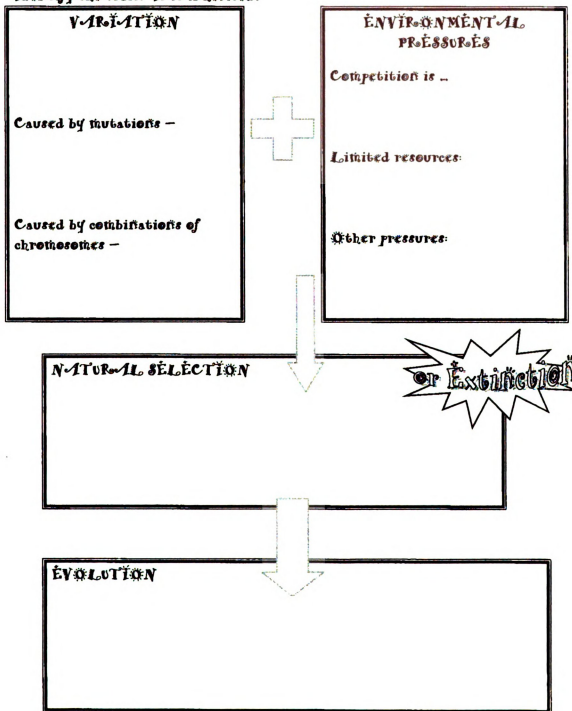 VARIATION
Caused by mutations –
Caused by combinations of
chromosomes –
ENVIRONMENTAL
PRESSURES
Competition is ...
Limited resources:
Other pressures:
NATURAL SELECTION
or Extinction
EVOLUTION